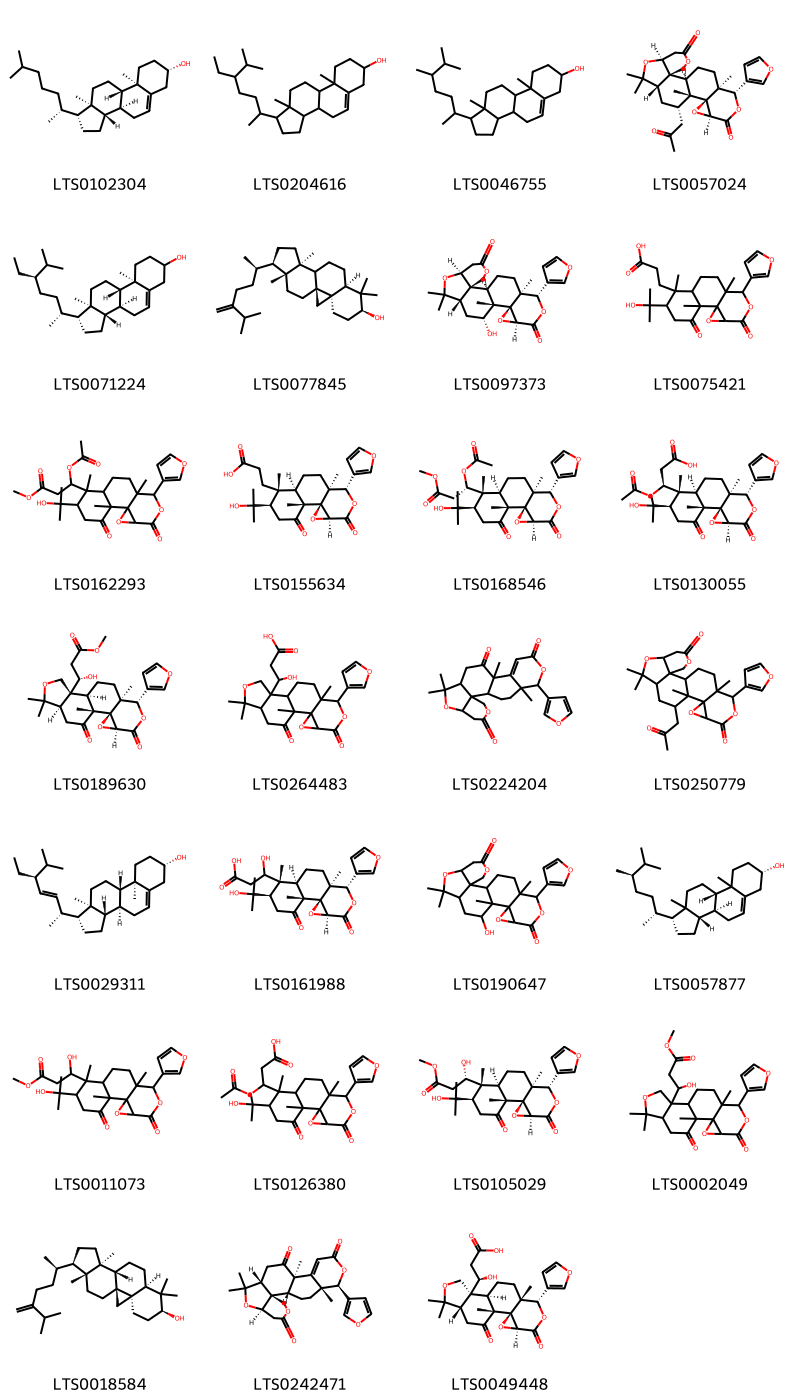 LTS0102304 LTS0204616 LTS0046755 LTS0057024
LTS0071224 LTS0077845 LTS0097373 LTS0075421
LTS0162293 LTS0155634 LTS0168546 LTS0130055
LTS0189630 LTS0264483 LTS0224204 LTS0250779
LTS0029311 LTS0161988 LTS0190647 LTS0057877
LTS0011073 LTS0126380 LTS0105029 LTS0002049
LTS0018584 LTS0242471 LTS0049448